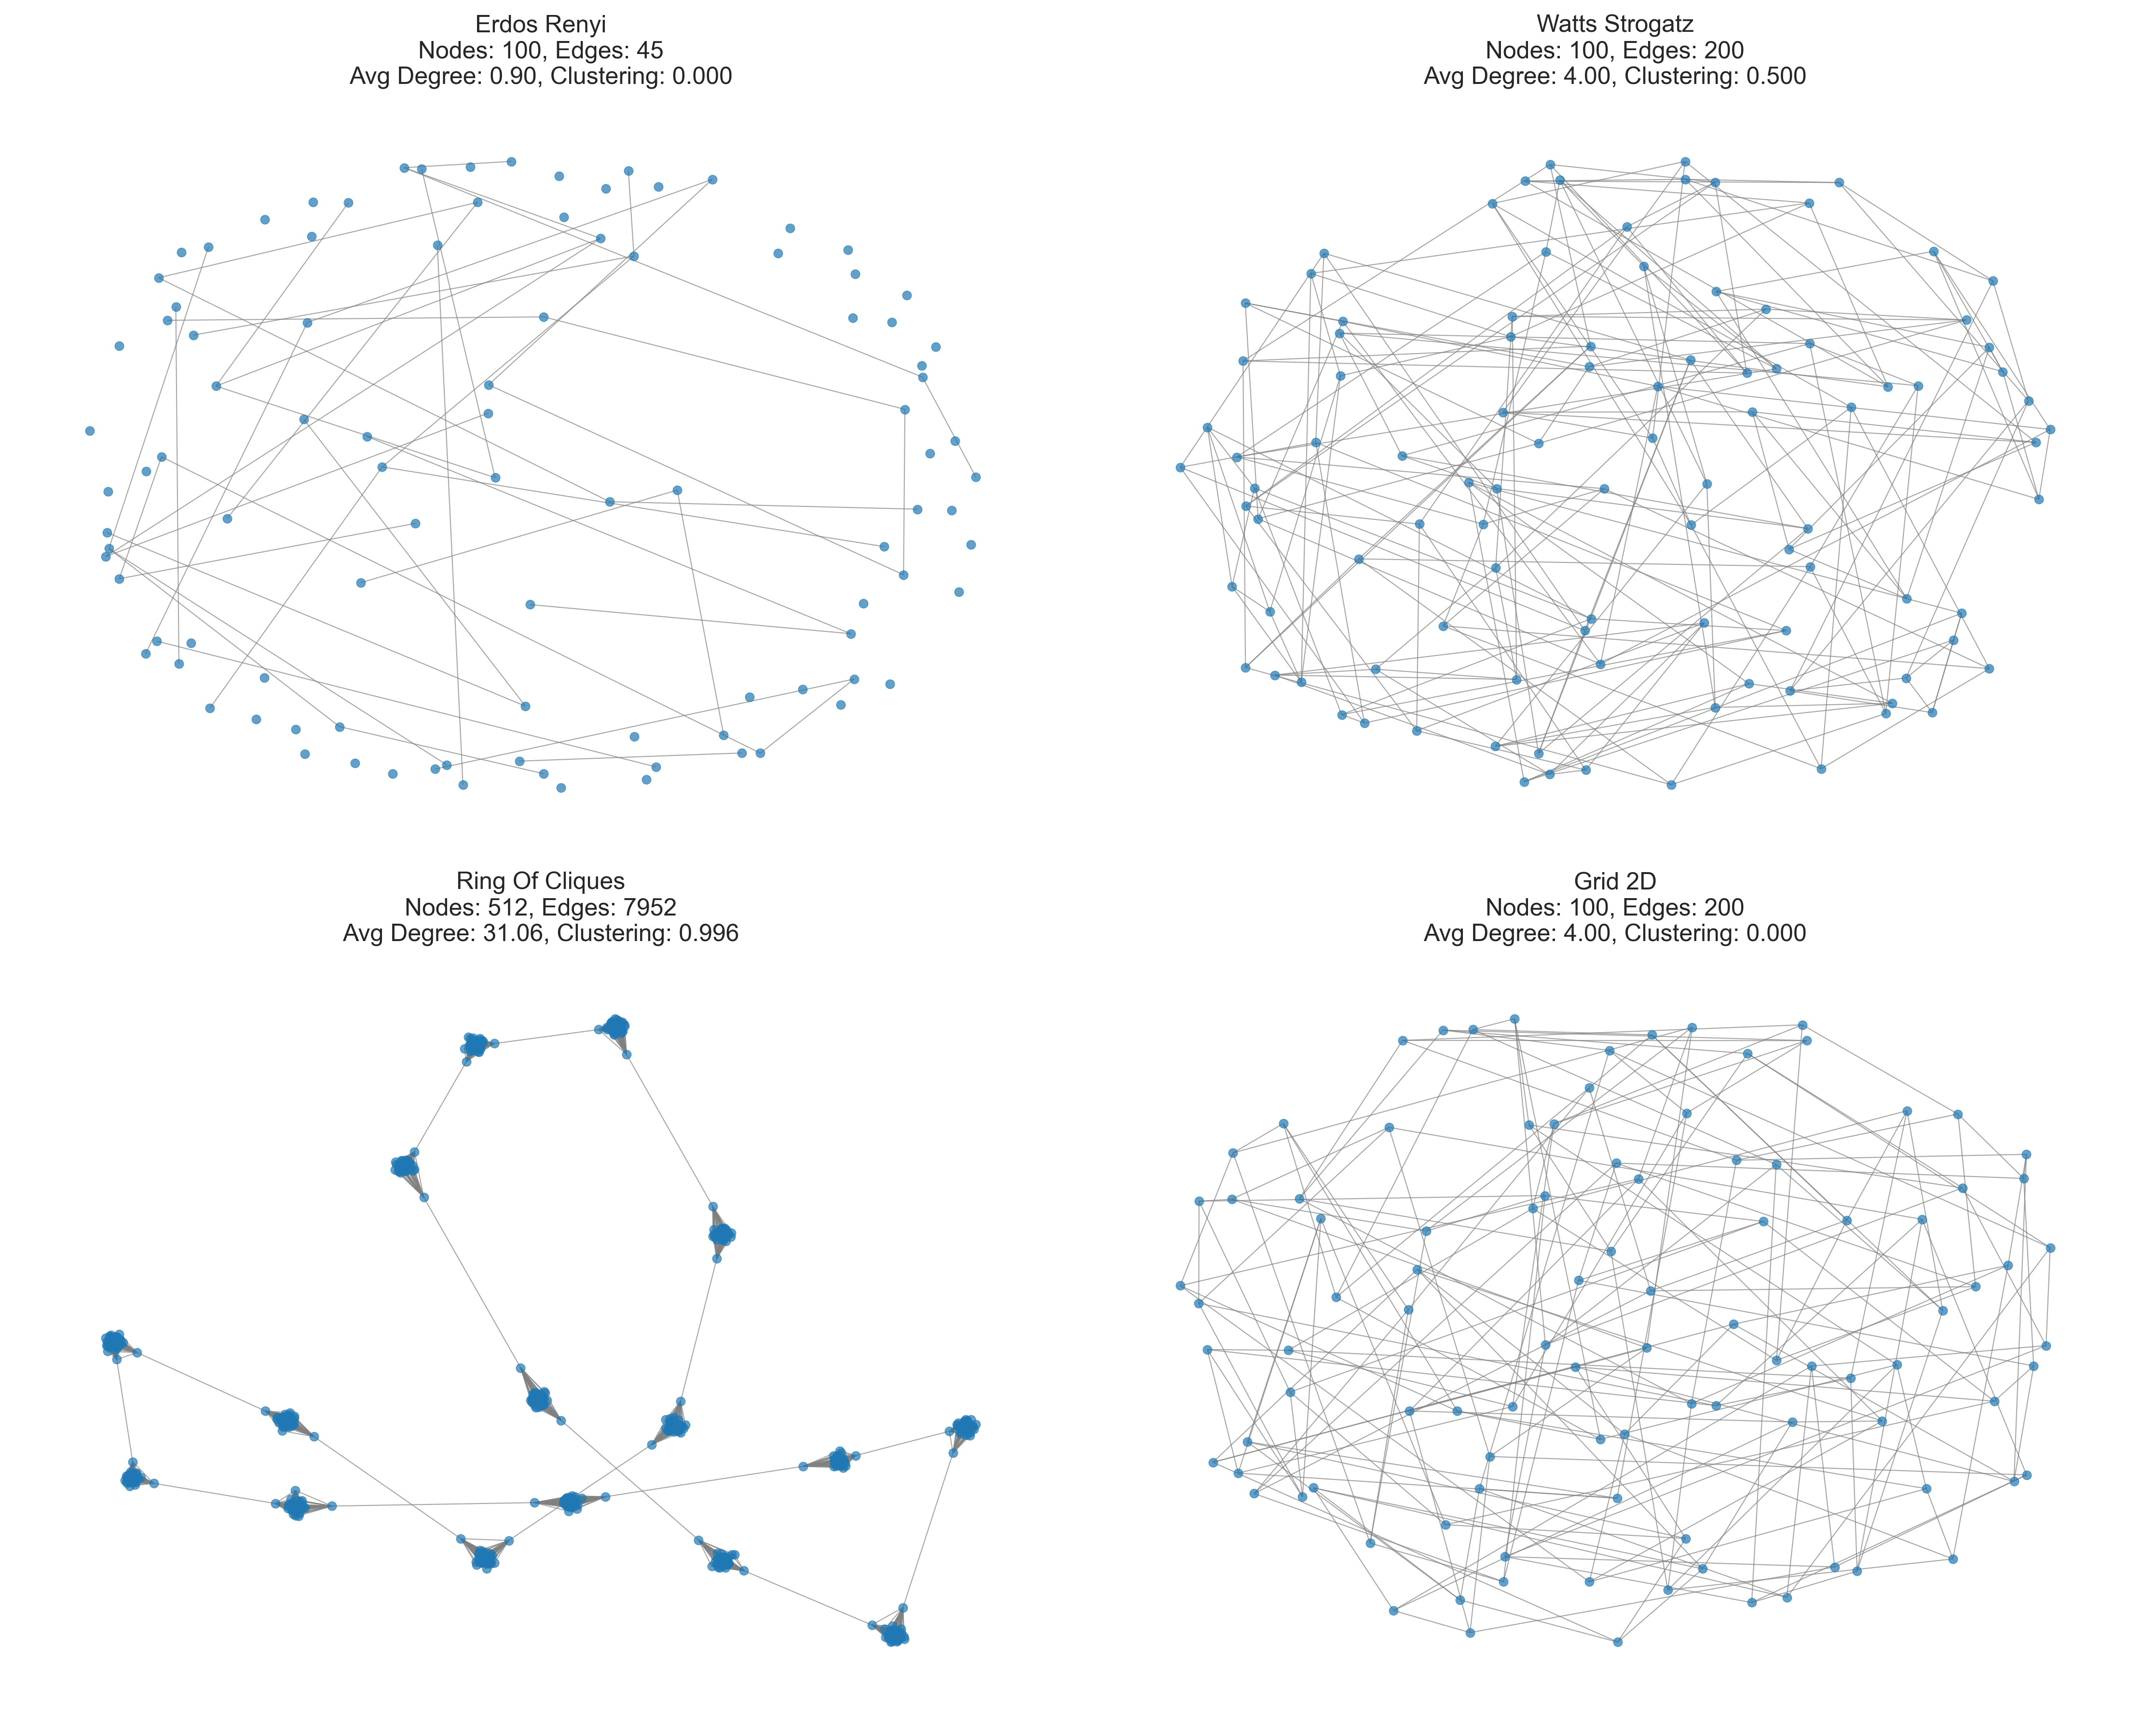 Erdos Renyi
Nodes: 100, Edges: 45
Avg Degree: 0.90, Clustering: 0.000
Watts Strogatz
Nodes: 100, Edges: 200
Avg Degree: 4.00, Clustering: 0.500
Ring Of Cliques
Nodes: 512, Edges: 7952
Avg Degree: 31.06, Clustering: 0.996
Grid 2D
Nodes: 100, Edges: 200
Avg Degree: 4.00, Clustering: 0.000